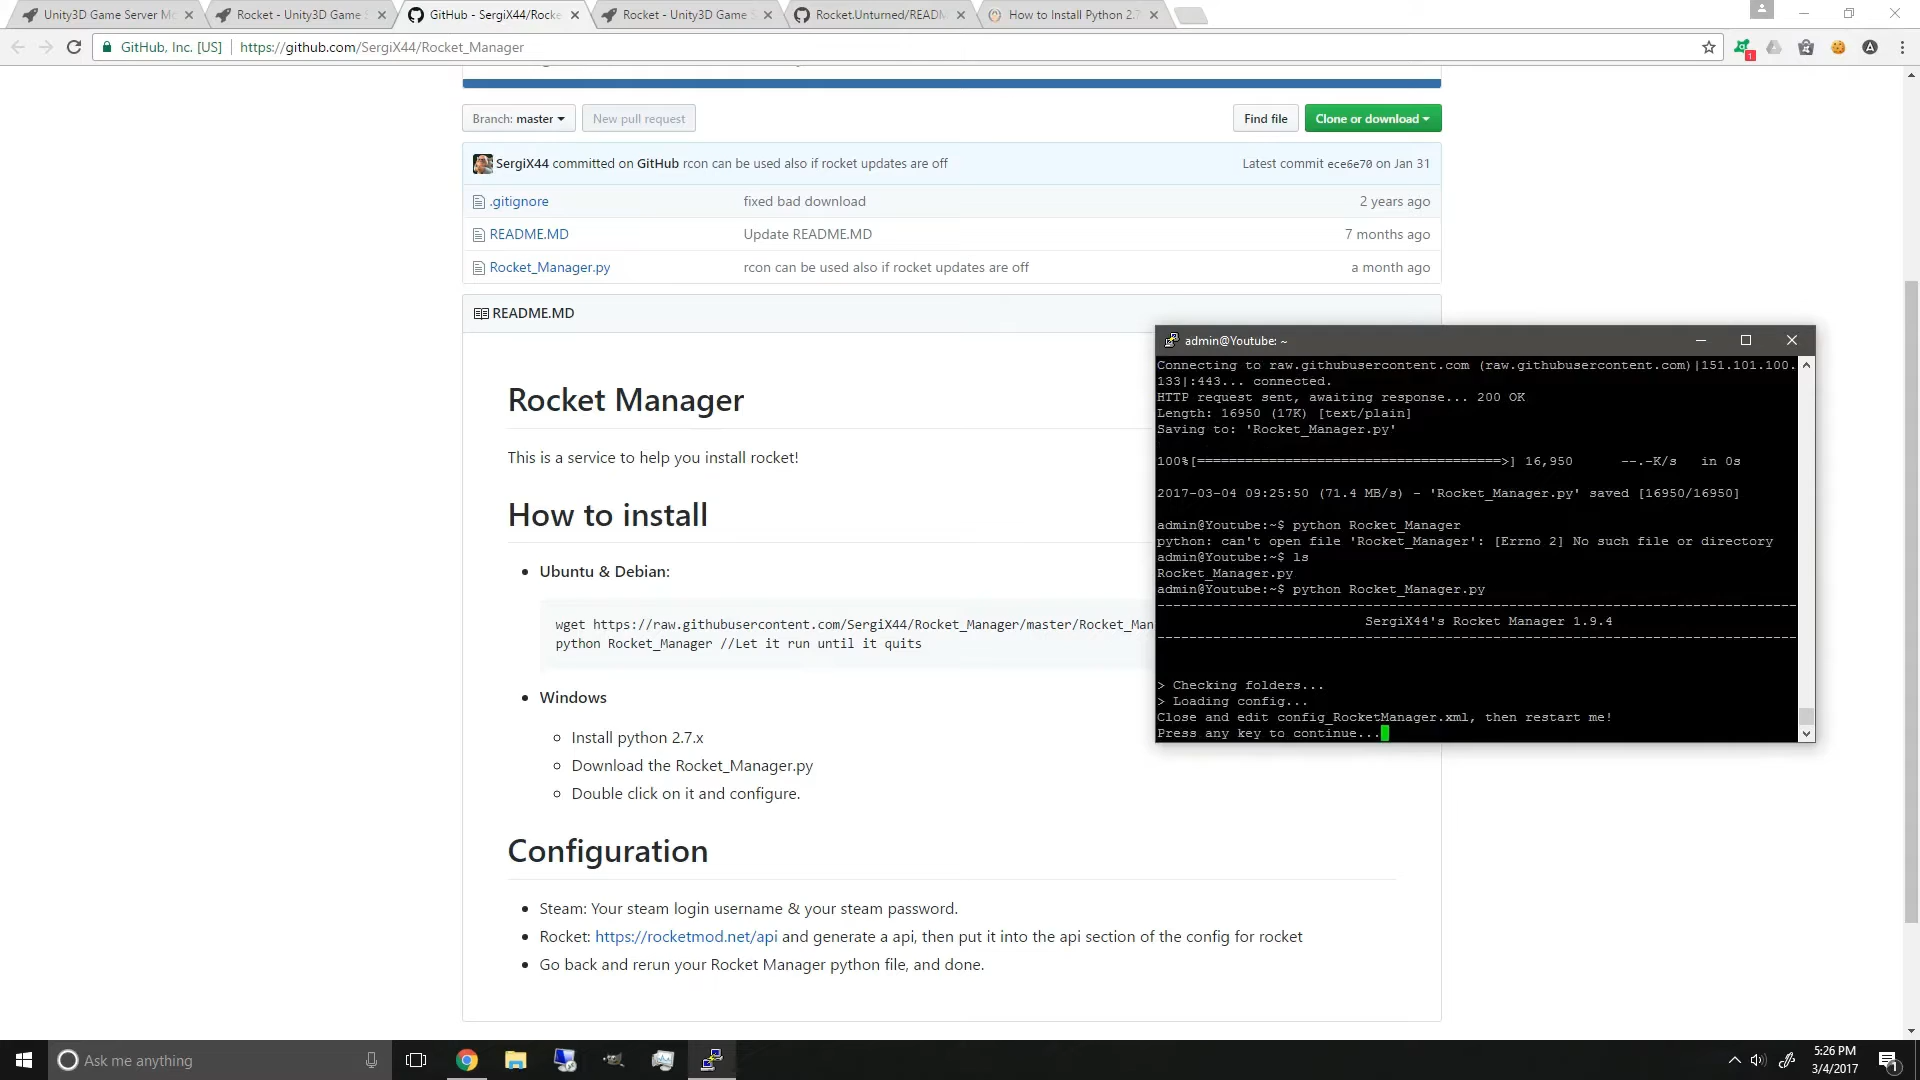 Unity3D Game Server Mo
Rocket - Unity3D Game S
GitHub - SergiX44/Rocke
Rocket - Unity3D Game S
Rocket.Unturned/READM
How to Install Python 2.7
GitHub, Inc. [US]
https://github.com/SergiX44/Rocket_Manager
1
Branch: master
New pull request
Find file
Clone or download
SergiX44 committed on GitHub rcon can be used also if rocket updates are off
Latest commit ece6e70 on Jan 31
.gitignore
fixed bad download
2 years ago
README.MD
Update README.MD
7 months ago
Rocket_Manager.py
rcon can be used also if rocket updates are off
a month ago
README.MD
Rocket Manager
This is a service to help you install rocket!
How to install
Ubuntu & Debian:
wget https://raw.githubusercontent.com/SergiX44/Rocket_Manager/master/Rocket_Man
python Rocket_Manager //Let it run until it quits
Windows
Install python 2.7.x
Download the Rocket_Manager.py
Double click on it and configure.
Configuration
Steam: Your steam login username & your steam password.
Rocket: https://rocketmod.net/api and generate a api, then put it into the api section of the config for rocket
Go back and rerun your Rocket Manager python file, and done.
admin@Youtube: ~
Connecting to raw.githubusercontent.com (raw.githubusercontent.com)|151.101.100.
133|:443... connected.
HTTP request sent, awaiting response... 200 OK
Length: 16950 (17K) [text/plain]
Saving to: 'Rocket_Manager.py'
100%[======================================>] 16,950      --.-K/s   in 0s
2017-03-04 09:25:50 (71.4 MB/s) - 'Rocket_Manager.py' saved [16950/16950]
admin@Youtube:~$ python Rocket_Manager
python: can't open file 'Rocket_Manager': [Errno 2] No such file or directory
admin@Youtube:~$ ls
Rocket_Manager.py
admin@Youtube:~$ python Rocket_Manager.py
--------------------------------------------------------------------------------
SergiX44's Rocket Manager 1.9.4
--------------------------------------------------------------------------------
> Checking folders...
> Loading config...
Close and edit config_RocketManager.xml, then restart me!
Press any key to continue...
Ask me anything
5:26 PM
3/4/2017
1